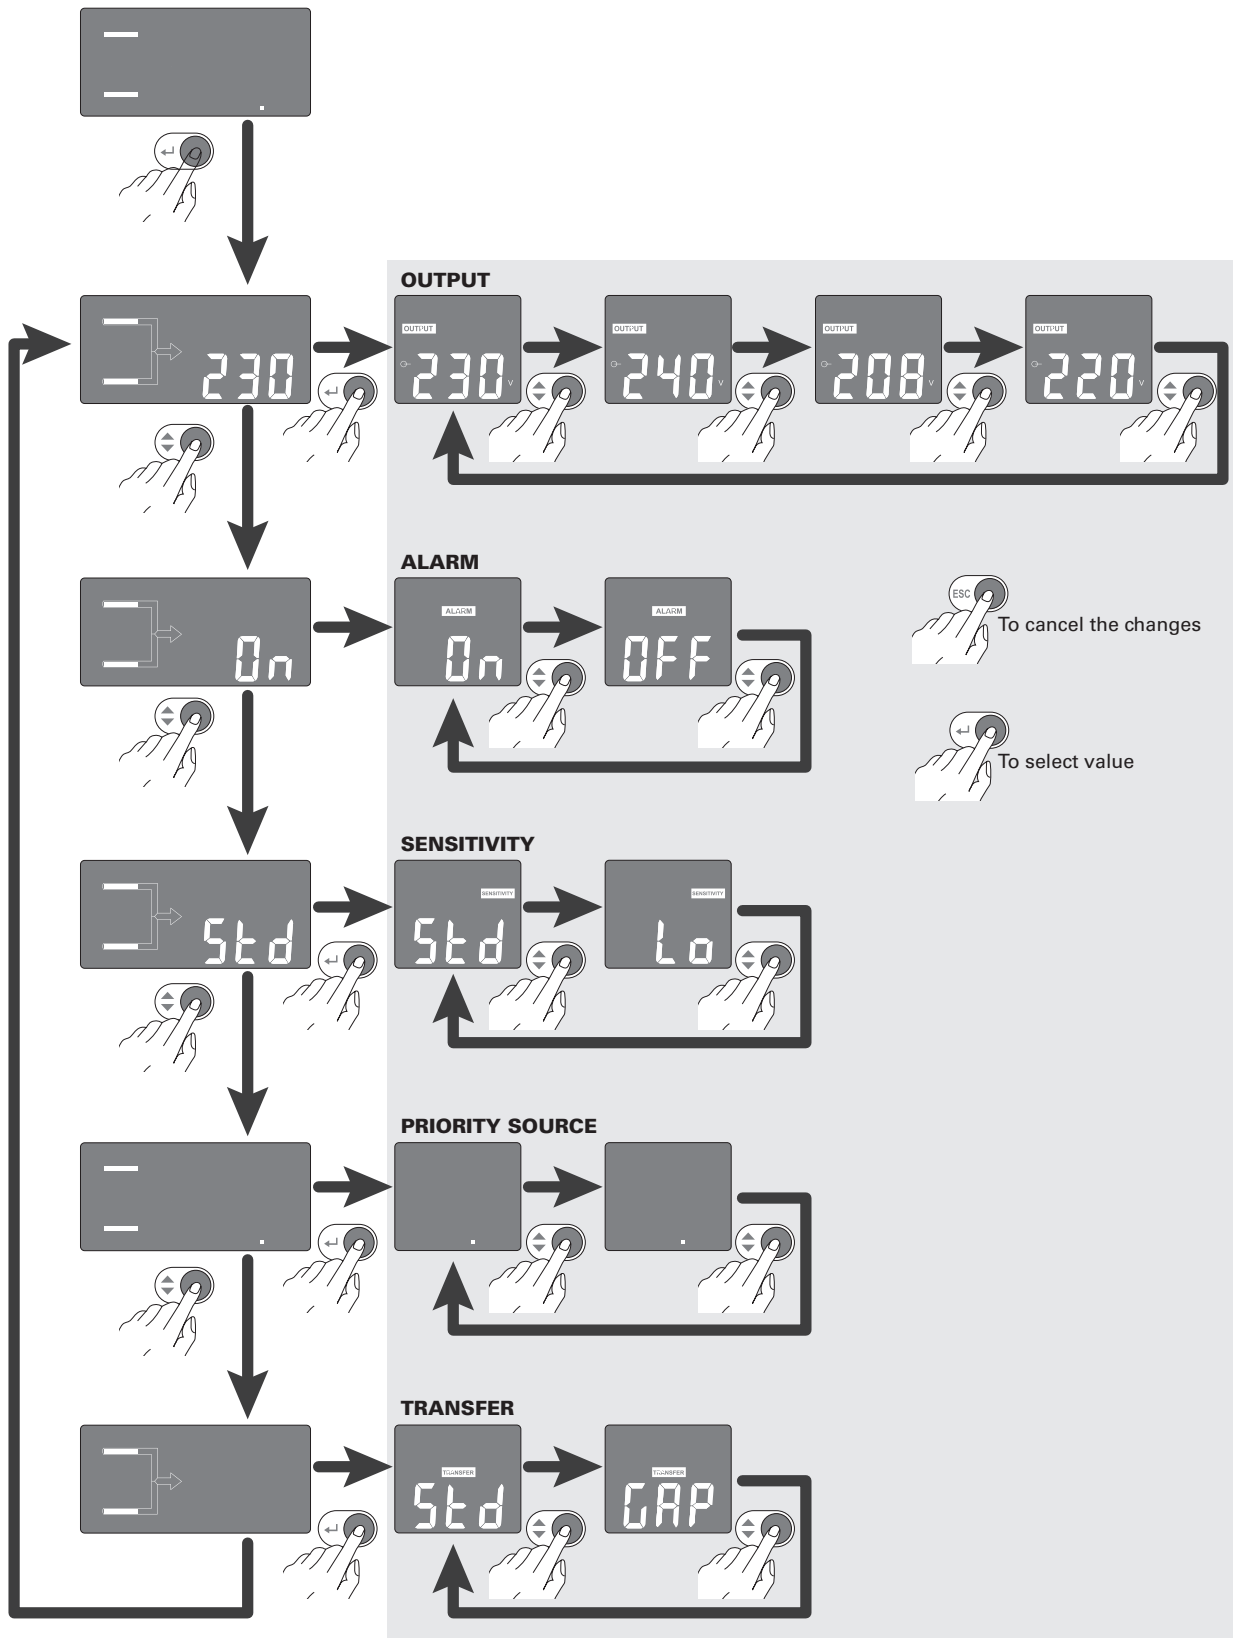 OUTPUT
230
OUTPUT
230 V
OUTPUT
240 V
OUTPUT
208 V
OUTPUT
220 V
ALARM
On
ALARM
On
ALARM
OFF
ESC
To cancel the changes
To select value
SENSITIVITY
Std
SENSITIVITY
Std
SENSITIVITY
Lo
PRIORITY SOURCE
TRANSFER
TRANSFER
Std
TRANSFER
GAP